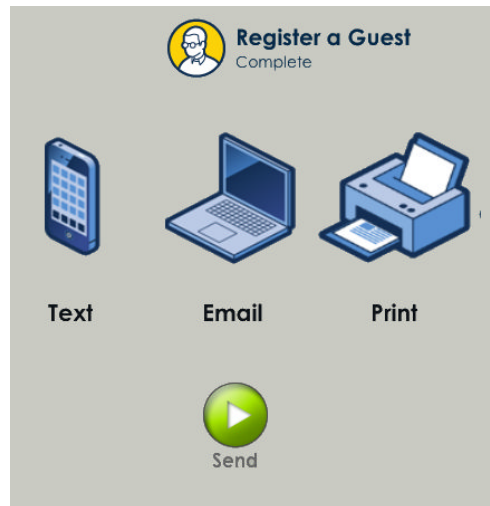 Register a Guest
Complete
Text
Email
Print
Send